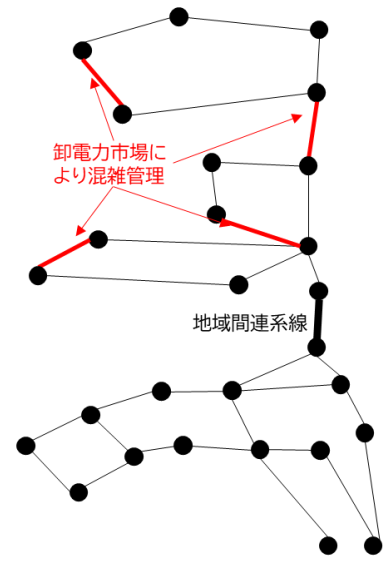 卸電力市場に
より混雑管理
地域間連系線